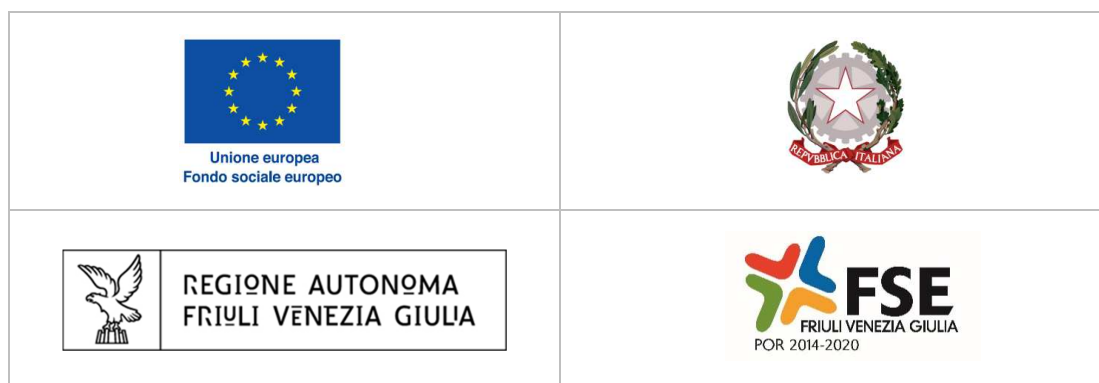 Unione europea
Fondo sociale europeo
REPVBBLICA ITALIANA
REGIONE AUTONOMA
FRIULI VENEZIA GIULIA
FSE
FRIULI VENEZIA GIULIA
POR 2014-2020